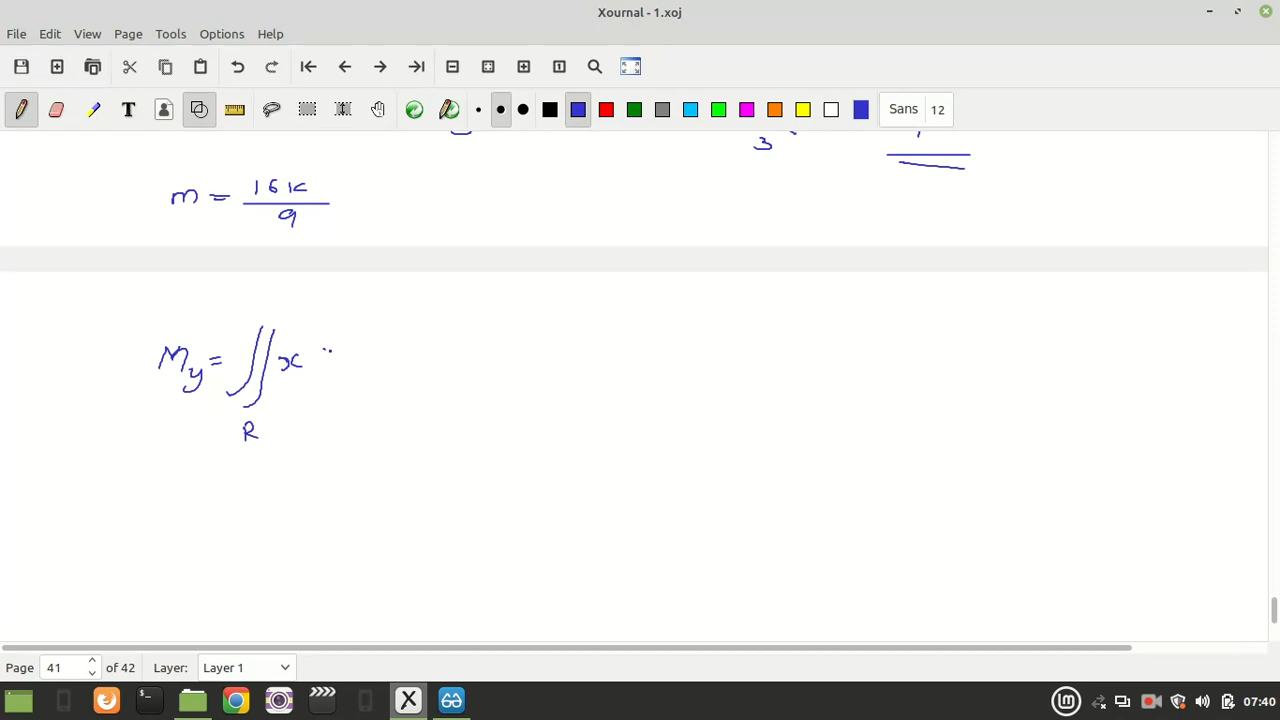 Xournal - 1.xoj
File Edit View Page Tools Options Help
Sans 12
3
m = 16K/9
My = ∬ x
R
Page 41 of 42 Layer: Layer 1
07:40